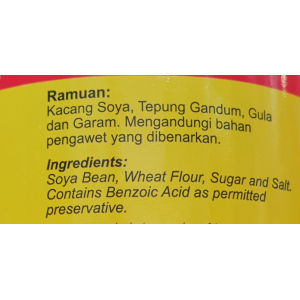 Ramuan:
Kacang Soya, Tepung Gandum, Gula
dan Garam. Mengandungi bahan
pengawet yang dibenarkan.
Ingredients:
Soya Bean, Wheat Flour, Sugar and Salt.
Contains Benzoic Acid as permitted
preservative.